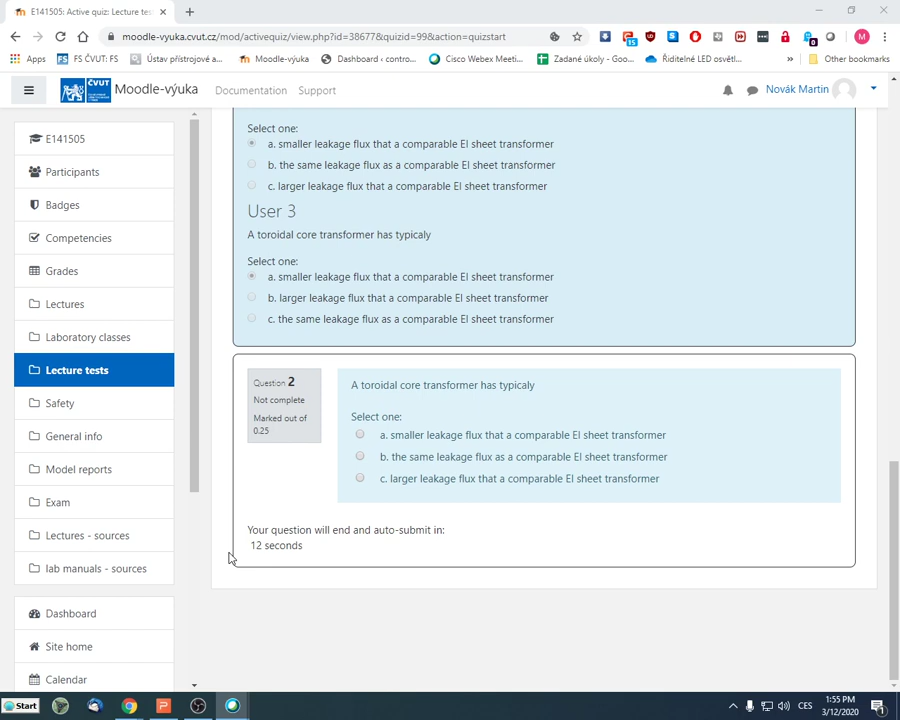 E141505: Active quiz: Lecture tes
moodle-vyuka.cvut.cz/mod/activequiz/view.php?id=38677&quizid=99&action=quizstart
Apps
FS ČVUT: FS
Ústav přístrojové a...
Moodle-výuka
Dashboard ‹ contro...
Cisco Webex Meeti...
Zadané úkoly - Goo...
Řiditelné LED osvětl...
Other bookmarks
ČVUT
Moodle-výuka
Documentation
Support
Novák Martin
E141505
Participants
Badges
Competencies
Grades
Lectures
Laboratory classes
Lecture tests
Safety
General info
Model reports
Exam
Lectures - sources
lab manuals - sources
Dashboard
Site home
Calendar
Select one:
a. smaller leakage flux that a comparable EI sheet transformer
b. the same leakage flux as a comparable EI sheet transformer
c. larger leakage flux that a comparable EI sheet transformer
User 3
A toroidal core transformer has typicaly
Select one:
a. smaller leakage flux that a comparable EI sheet transformer
b. larger leakage flux that a comparable EI sheet transformer
c. the same leakage flux as a comparable EI sheet transformer
Question 2
Not complete
Marked out of
0.25
A toroidal core transformer has typicaly
Select one:
a. smaller leakage flux that a comparable EI sheet transformer
b. the same leakage flux as a comparable EI sheet transformer
c. larger leakage flux that a comparable EI sheet transformer
Your question will end and auto-submit in:
12 seconds
Start
CES
1:55 PM
3/12/2020